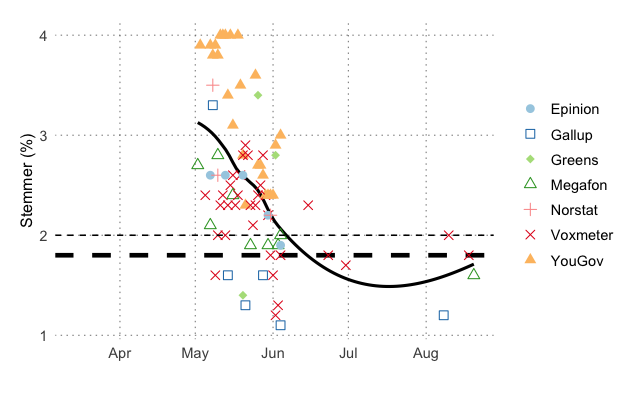 4
3
2
1
Stemmer (%)
Apr May Jun Jul Aug
Epinion
Gallup
Greens
Megafon
Norstat
Voxmeter
YouGov